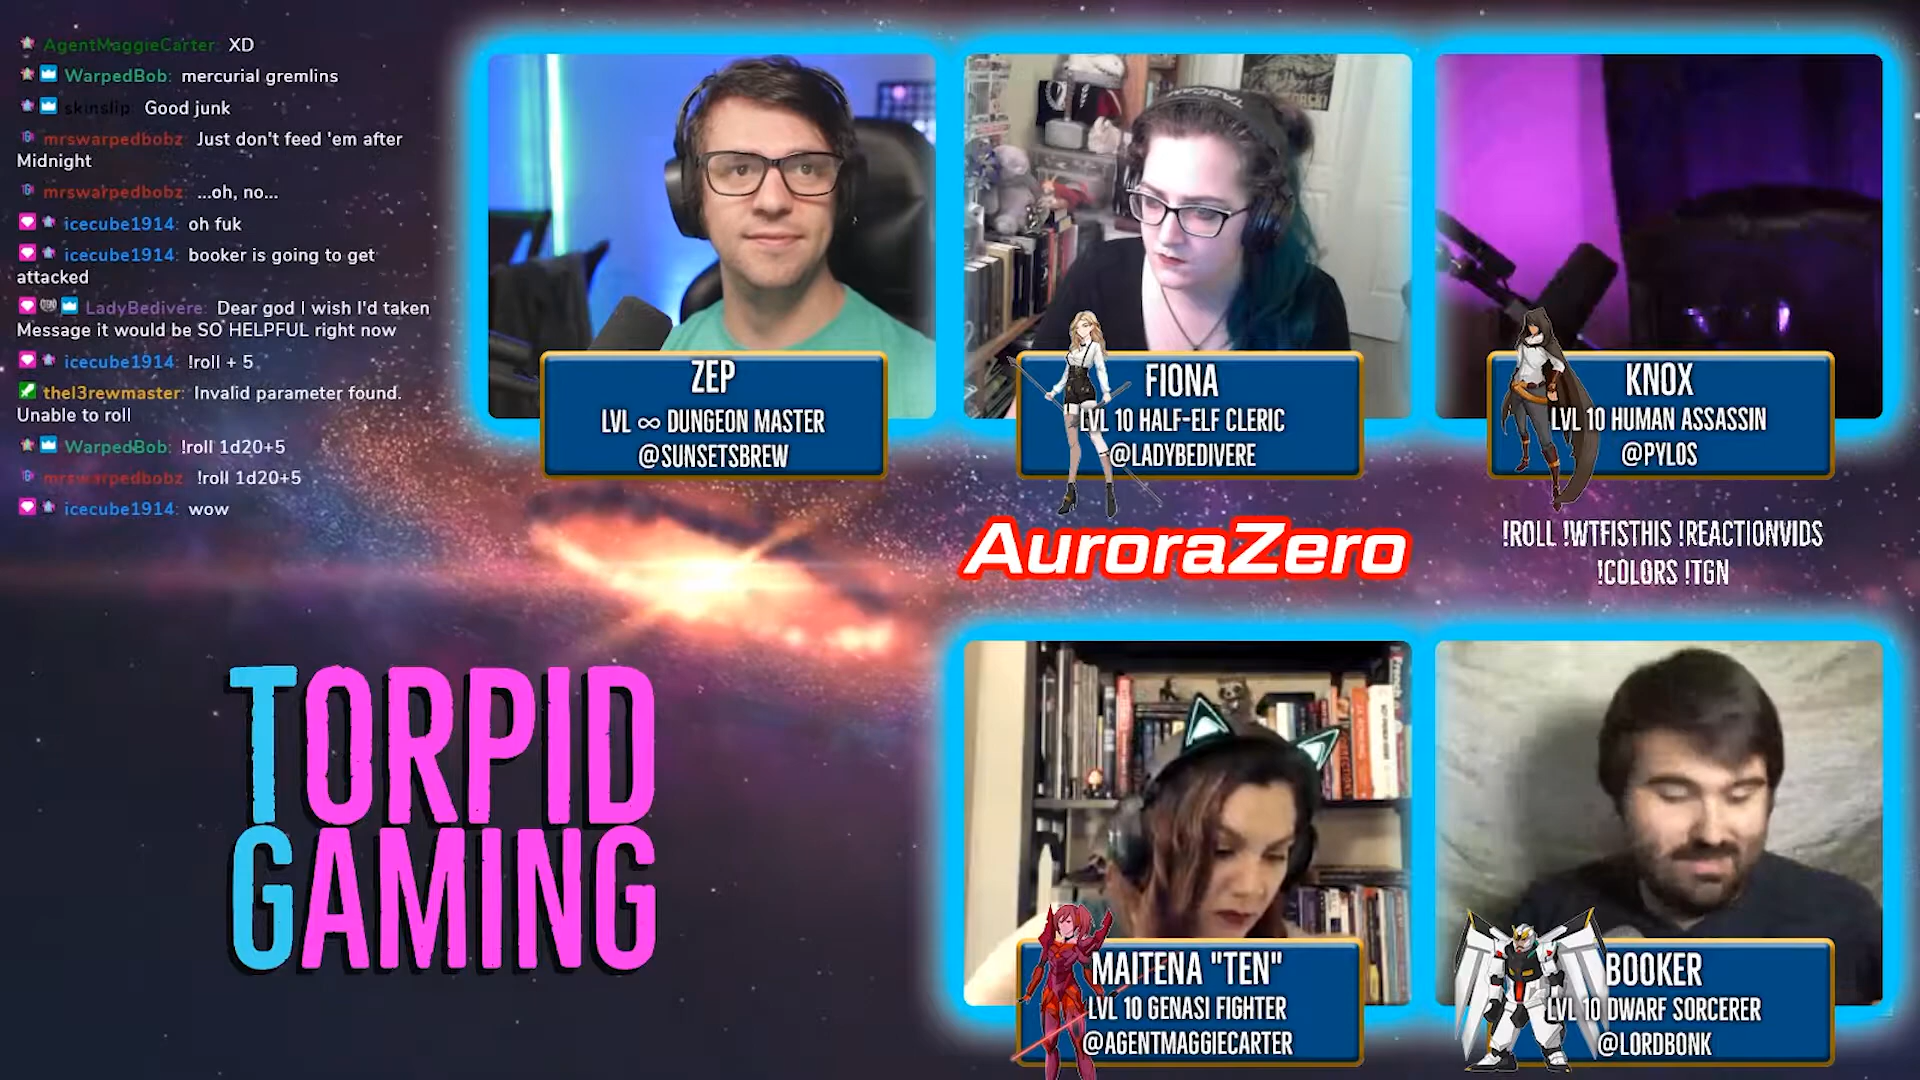 AgentMaggieCarter: XD
WarpedBob: mercurial gremlins
skinslip: Good junk
mrswarpedbobz: Just don't feed 'em after
Midnight
mrswarpedbobz: ...oh, no...
icecube1914: oh fuk
icecube1914: booker is going to get
attacked
LadyBedivere: Dear god I wish I'd taken
Message it would be SO HELPFUL right now
icecube1914: !roll + 5
thel3rewmaster: Invalid parameter found.
Unable to roll
WarpedBob: !roll 1d20+5
mrswarpedbobz: !roll 1d20+5
icecube1914: wow
ZEP
LVL ∞ DUNGEON MASTER
@SUNSETSBREW
TASCAM
FIONA
LVL 10 HALF-ELF CLERIC
@LADYBEDIVERE
KNOX
LVL 10 HUMAN ASSASSIN
@PYLOS
AuroraZero
!ROLL !WTFISTHIS !REACTIONVIDS
!COLORS !TGN
TORPID
GAMING
MAITENA "TEN"
LVL 10 GENASI FIGHTER
@AGENTMAGGIECARTER
BOOKER
LVL 10 DWARF SORCERER
@LORDBONK